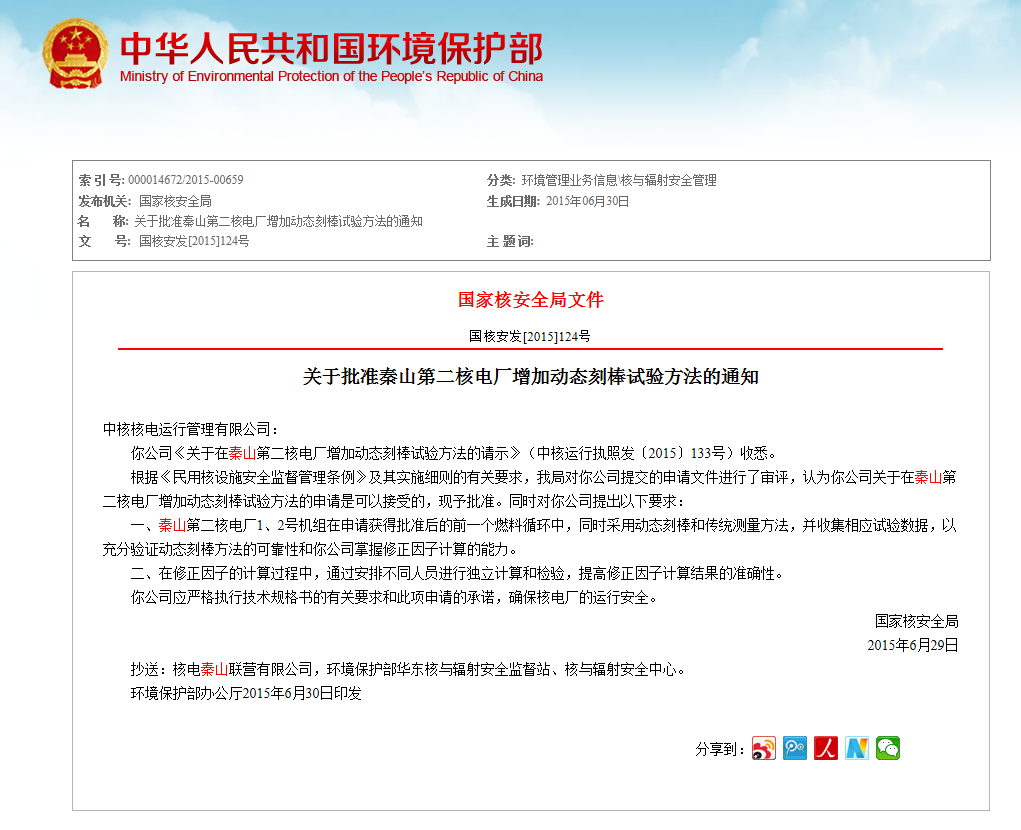 中华人民共和国环境保护部
Ministry of Environmental Protection of the People's Republic of China
索 引 号: 000014672/2015-00659
分类: 环境管理业务信息\核与辐射安全管理
发布机关: 国家核安全局
生成日期: 2015年06月30日
名 称: 关于批准秦山第二核电厂增加动态刻棒试验方法的通知
文 号: 国核安发[2015]124号
主 题 词:
国家核安全局文件
国核安发[2015]124号
关于批准秦山第二核电厂增加动态刻棒试验方法的通知
中核核电运行管理有限公司：
你公司《关于在秦山第二核电厂增加动态刻棒试验方法的请示》（中核运行执照发〔2015〕133号）收悉。
根据《民用核设施安全监督管理条例》及其实施细则的有关要求，我局对你公司提交的申请文件进行了审评，认为你公司关于在秦山第
二核电厂增加动态刻棒试验方法的申请是可以接受的，现予批准。同时对你公司提出以下要求：
一、秦山第二核电厂1、2号机组在申请获得批准后的前一个燃料循环中，同时采用动态刻棒和传统测量方法，并收集相应试验数据，以
充分验证动态刻棒方法的可靠性和你公司掌握修正因子计算的能力。
二、在修正因子的计算过程中，通过安排不同人员进行独立计算和检验，提高修正因子计算结果的准确性。
你公司应严格执行技术规格书的有关要求和此项申请的承诺，确保核电厂的运行安全。
国家核安全局
2015年6月29日
抄送：核电秦山联营有限公司，环境保护部华东核与辐射安全监督站、核与辐射安全中心。
环境保护部办公厅2015年6月30日印发
分享到：